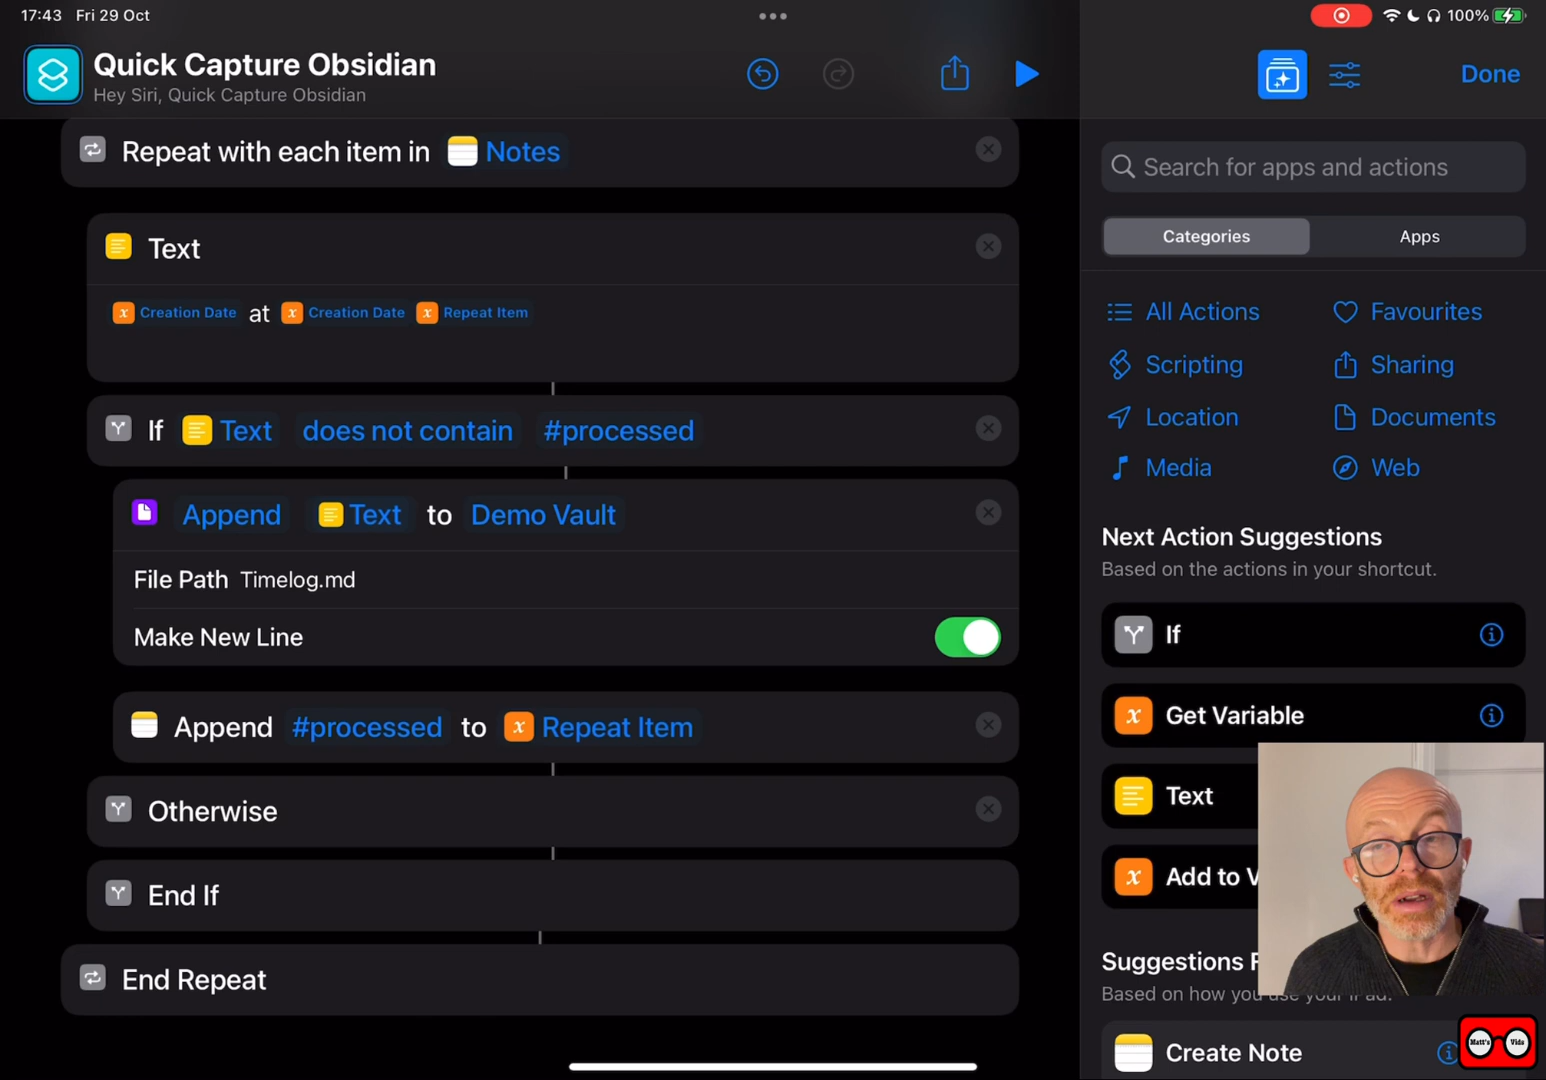 17:43 Fri 29 Oct
100%
Quick Capture Obsidian
Hey Siri, Quick Capture Obsidian
Done
Repeat with each item in Notes
Text
Creation Date at Creation Date Repeat Item
If Text does not contain #processed
Append Text to Demo Vault
File Path Timelog.md
Make New Line
Append #processed to Repeat Item
Otherwise
End If
End Repeat
Search for apps and actions
Categories Apps
All Actions Favourites
Scripting Sharing
Location Documents
Media Web
Next Action Suggestions
Based on the actions in your shortcut.
If
Get Variable
Text
Add to V
Suggestions F
Based on how you use your iPad.
Create Note
Matt's Vids